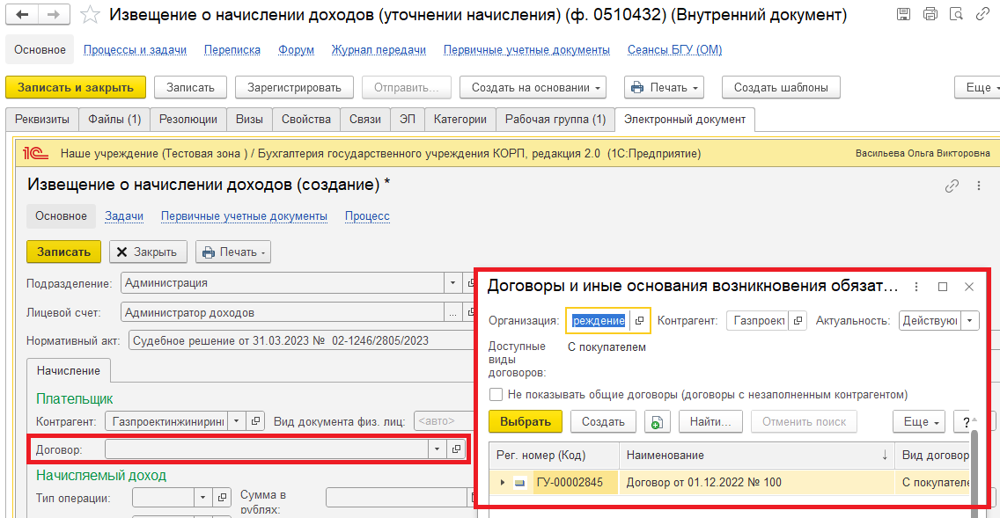 Извещение о начислении доходов (уточнении начисления) (ф. 0510432) (Внутренний документ)
Основное Процессы и задачи Переписка Форум Журнал передачи Первичные учетные документы Сеансы БГУ (ОМ)
Записать и закрыть Записать Зарегистрировать Отправить... Создать на основании Печать Создать шаблоны Еще
Реквизиты Файлы (1) Резолюции Визы Свойства Связи ЭП Категории Рабочая группа (1) Электронный документ
1С Наше учреждение (Тестовая зона ) / Бухгалтерия государственного учреждения КОРП, редакция 2.0 (1С:Предприятие) Васильева Ольга Викторовна
Извещение о начислении доходов (создание) *
Основное Задачи Первичные учетные документы Процесс
Записать Закрыть Печать
Подразделение: Администрация
Лицевой счет: Администратор доходов ...
Нормативный акт: Судебное решение от 31.03.2023 № 02-1246/2805/2023
Начисление
Плательщик
Контрагент: Газпроектинжинирин Вид документа физ. лиц: <авто>
Договор:
Начисляемый доход
Тип операции: Сумма в
рублях:
Договоры и иные основания возникновения обязат...
Организация: реждение Контрагент: Газпроект Актуальность: Действую
Доступные С покупателем
виды
договоров:
Не показывать общие договоры (договоры с незаполненным контрагентом)
Выбрать Создать Найти... Отменить поиск Еще ?
Рег. номер (Код) Наименование ↓ Вид договор
ГУ-00002845 Договор от 01.12.2022 № 100 С покупателе